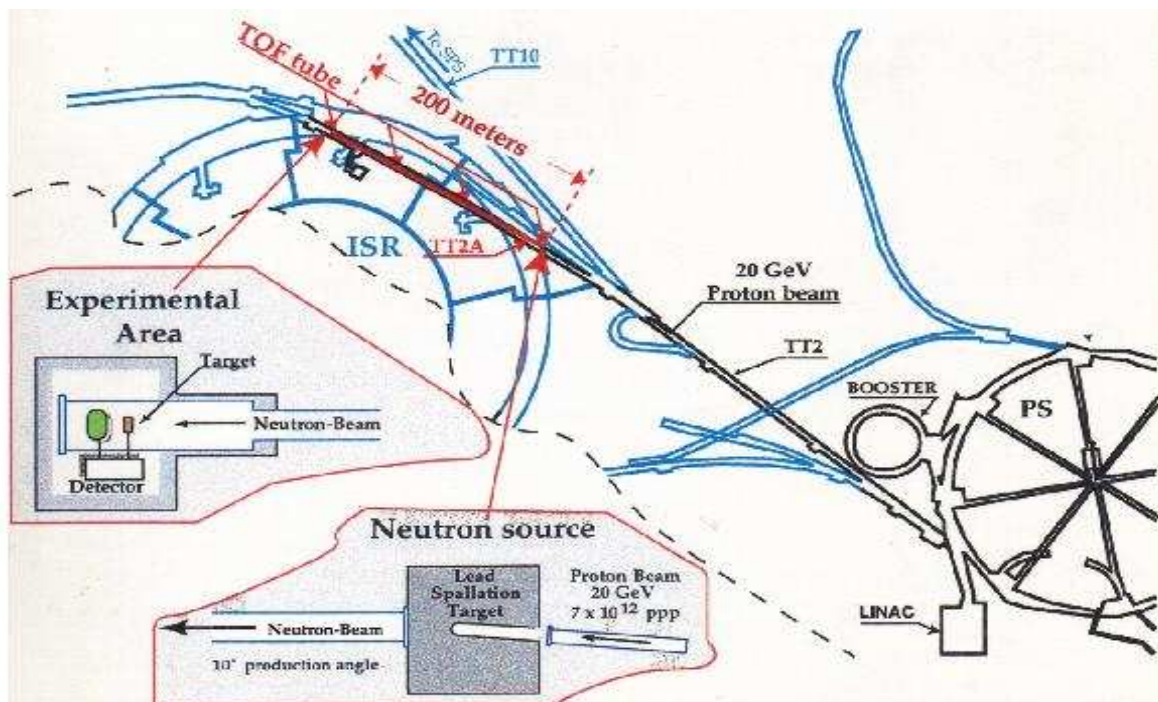 TOF tube
To SPS
TT10
200 meters
ISR
TT2A
20 GeV
Proton beam
TT2
BOOSTER
PS
LINAC
Experimental
Area
Target
Neutron-Beam
Detector
Neutron source
Lead
Spallation
Target
Proton Beam
20 GeV
7 x 10¹² ppp
Neutron-Beam
10° production angle